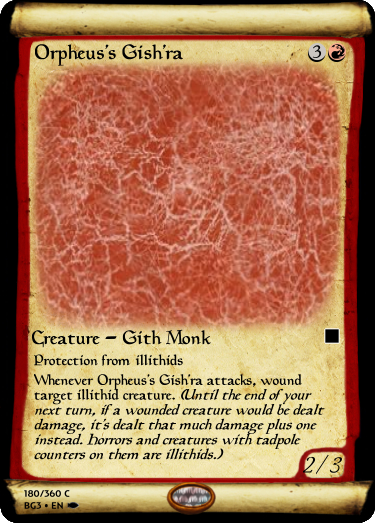 Orpheus's Gish'ra 3
Creature – Gith Monk
Protection from illithids
Whenever Orpheus's Gish'ra attacks, wound
target illithid creature. (Until the end of your
next turn, if a wounded creature would be dealt
damage, it's dealt that much damage plus one
instead. Horrors and creatures with tadpole
counters on them are illithids.)
2/3
180/360 C
BG3 • EN